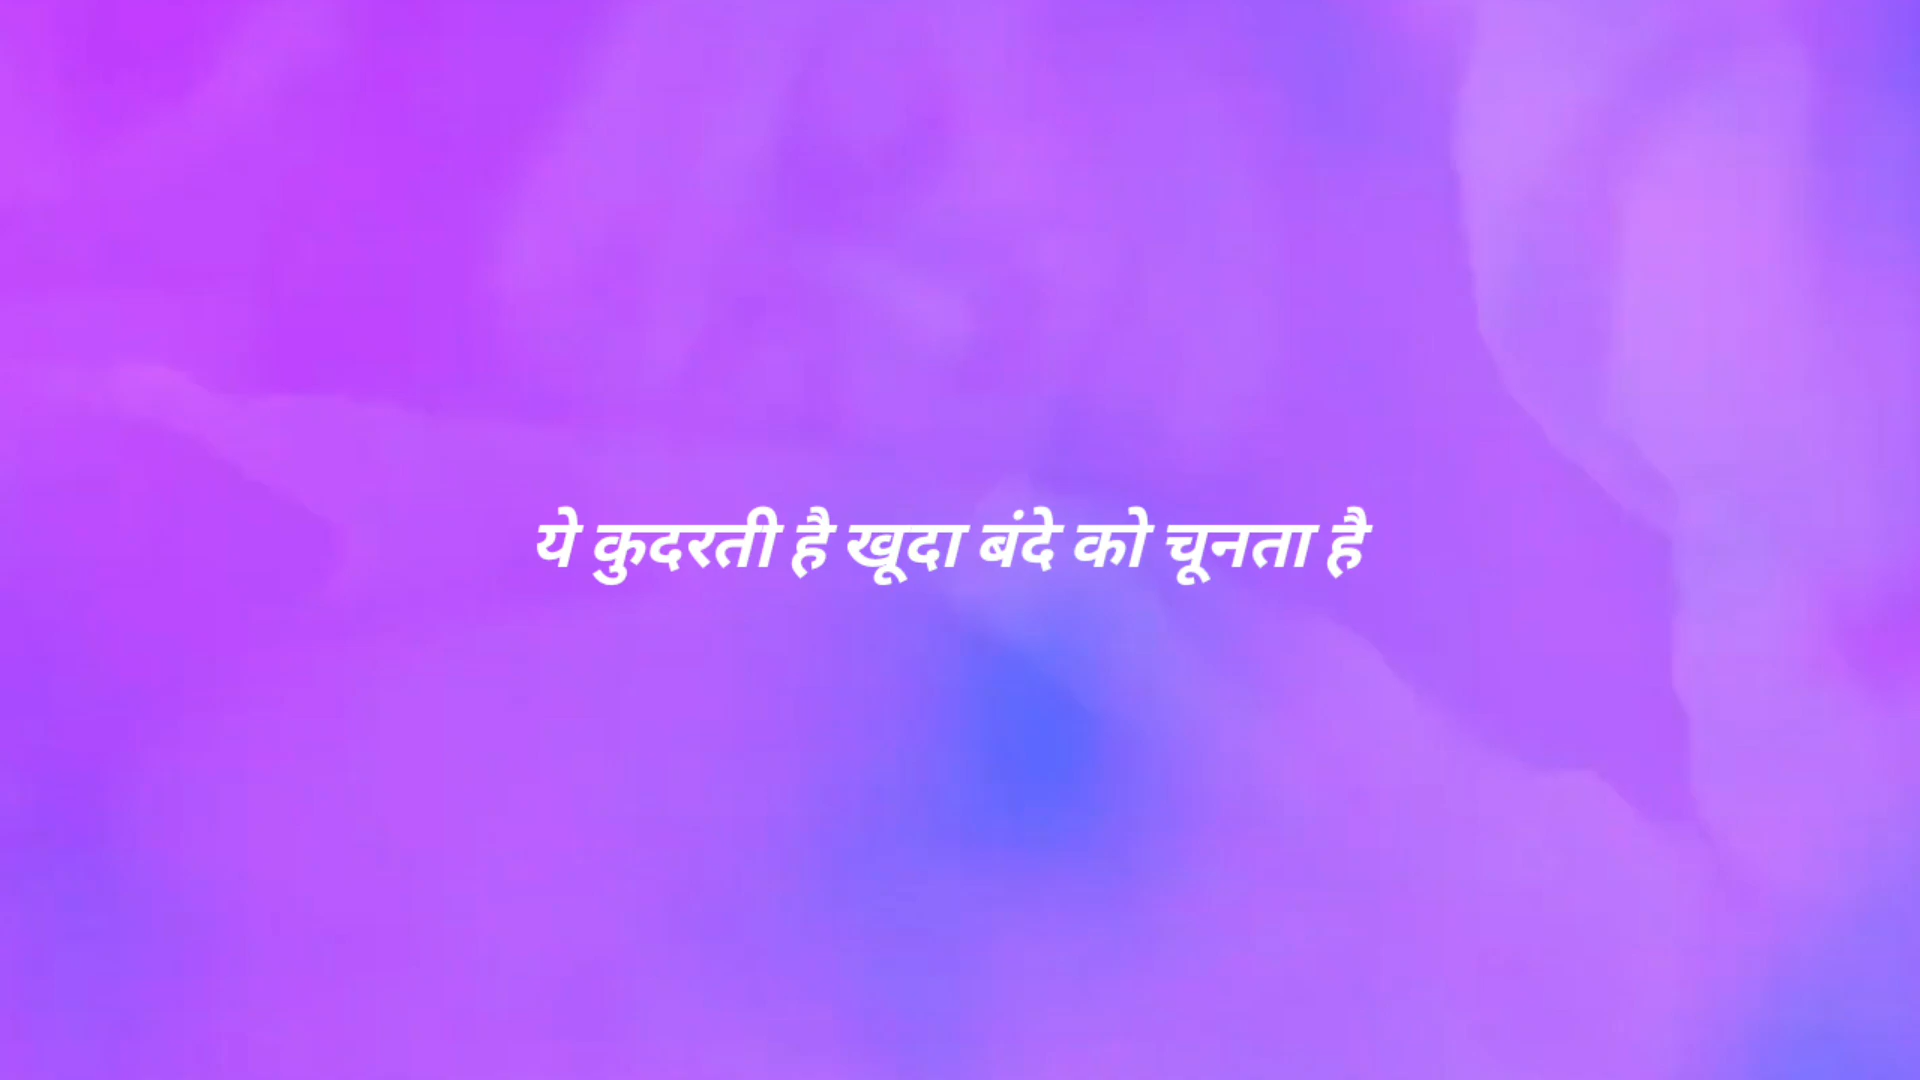 ये कुदरती है खूदा बंदे को चूनता है